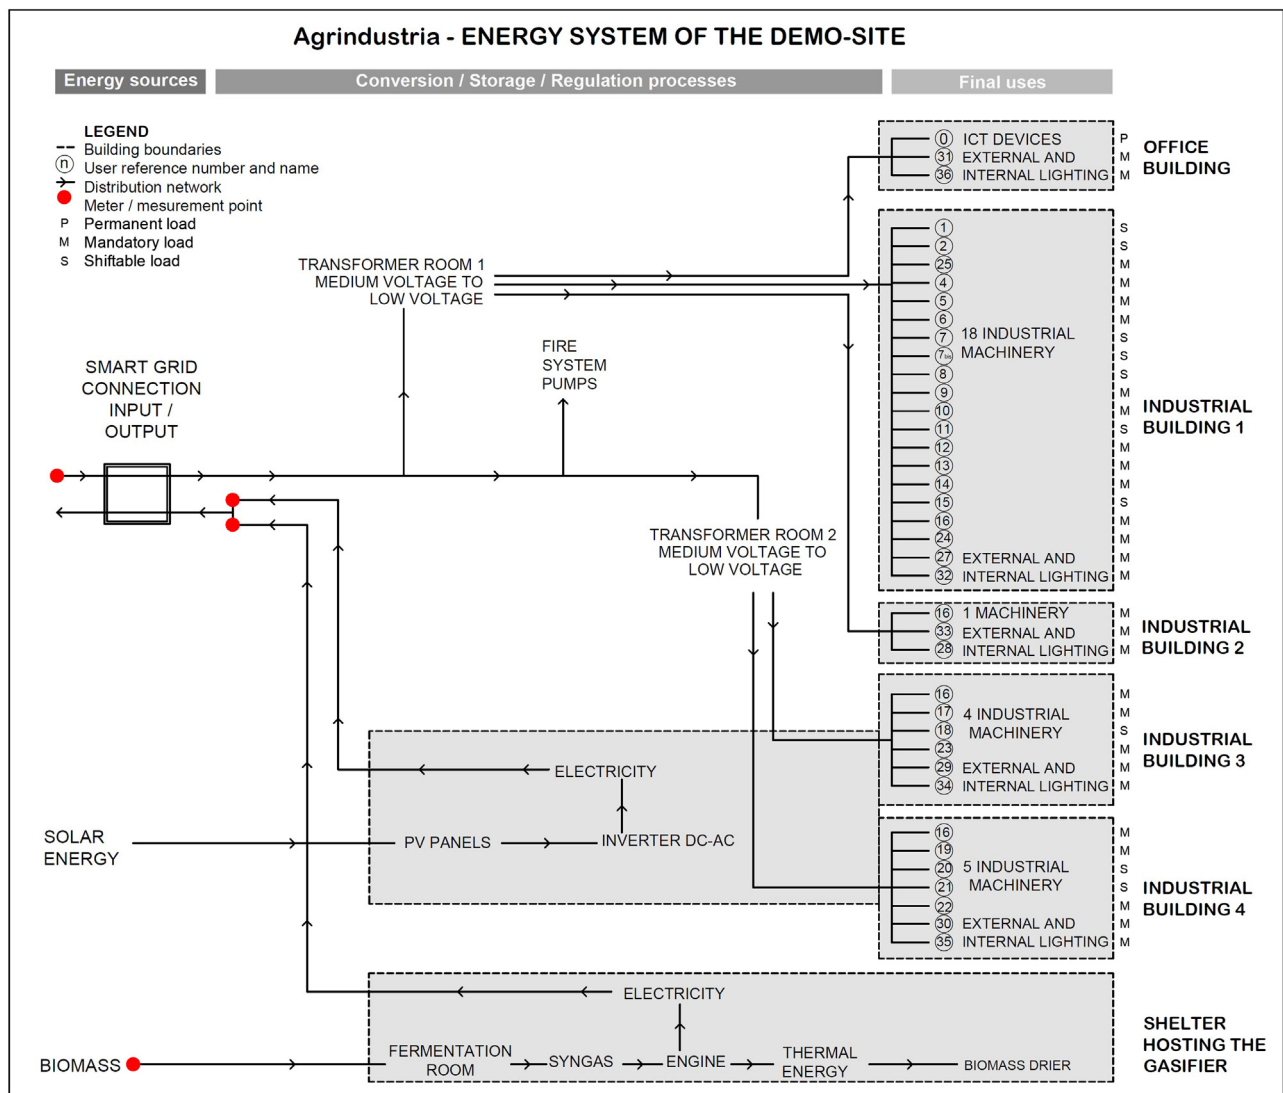 Agrindustria - ENERGY SYSTEM OF THE DEMO-SITE
Energy sources
Conversion / Storage / Regulation processes
Final uses
LEGEND
Building boundaries
n User reference number and name
Distribution network
Meter / mesurement point
P Permanent load
M Mandatory load
S Shiftable load
SMART GRID
CONNECTION
INPUT /
OUTPUT
TRANSFORMER ROOM 1
MEDIUM VOLTAGE TO
LOW VOLTAGE
FIRE
SYSTEM
PUMPS
TRANSFORMER ROOM 2
MEDIUM VOLTAGE TO
LOW VOLTAGE
0 ICT DEVICES P
31 EXTERNAL AND M
36 INTERNAL LIGHTING M
OFFICE
BUILDING
1 S
2 S
25 M
4 M
5 M
6 M
7 S
7bis S
8 S
9 M
10 M
11 S
12 M
13 M
14 M
15 S
16 M
24 M
27 EXTERNAL AND M
32 INTERNAL LIGHTING M
18 INDUSTRIAL
MACHINERY
INDUSTRIAL
BUILDING 1
16 1 MACHINERY M
33 EXTERNAL AND M
28 INTERNAL LIGHTING M
INDUSTRIAL
BUILDING 2
16 M
17 M
18 S
23 M
29 EXTERNAL AND M
34 INTERNAL LIGHTING M
4 INDUSTRIAL
MACHINERY
INDUSTRIAL
BUILDING 3
16 M
19 M
20 S
21 S
22 M
30 EXTERNAL AND M
35 INTERNAL LIGHTING M
5 INDUSTRIAL
MACHINERY
INDUSTRIAL
BUILDING 4
SOLAR
ENERGY
PV PANELS
INVERTER DC-AC
ELECTRICITY
BIOMASS
FERMENTATION
ROOM
SYNGAS
ENGINE
ELECTRICITY
THERMAL
ENERGY
BIOMASS DRIER
SHELTER
HOSTING THE
GASIFIER